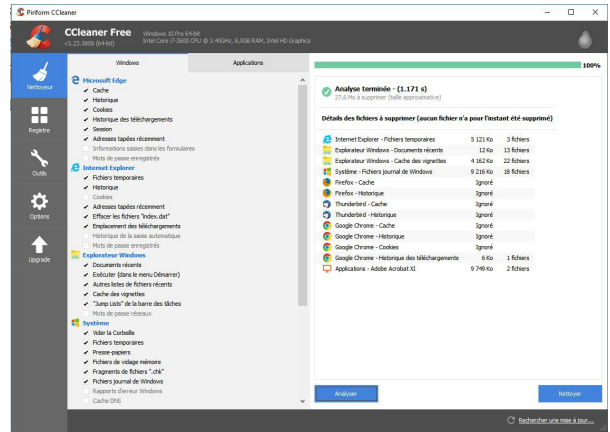 Piriform CCleaner
CCleaner Free
v5.23.5808 (64-bit)
Windows 10 Pro 64-bit
Intel Core i7-2600 CPU @ 3.40GHz, 8,0GB RAM, Intel HD Graphics
Nettoyeur
Registre
Outils
Options
Upgrade
Windows
Applications
Microsoft Edge
Cache
Historique
Cookies
Historique des téléchargements
Session
Adresses tapées récemment
Informations saisies dans les formulaires
Mots de passe enregistrés
Internet Explorer
Fichiers temporaires
Historique
Cookies
Adresses tapées récemment
Effacer les fichiers "index.dat"
Emplacement des téléchargements
Historique de la saisie automatique
Mots de passe enregistrés
Explorateur Windows
Documents récents
Exécuter (dans le menu Démarrer)
Autres listes de fichiers récents
Cache des vignettes
"Jump Lists" de la barre des tâches
Mots de passe réseaux
Système
Vider la Corbeille
Fichiers temporaires
Presse-papiers
Fichiers de vidage mémoire
Fragments de fichiers ".chk"
Fichiers journal de Windows
Rapports d'erreur Windows
Cache DNS
100%
Analyse terminée - (1.171 s)
27,6 Mo à supprimer (taille approximative)
Détails des fichiers à supprimer (aucun fichier n'a pour l'instant été supprimé)
Internet Explorer - Fichiers temporaires 5 121 Ko 3 fichiers
Explorateur Windows - Documents récents 12 Ko 13 fichiers
Explorateur Windows - Cache des vignettes 4 162 Ko 22 fichiers
Système - Fichiers journal de Windows 9 216 Ko 18 fichiers
Firefox - Cache Ignoré
Firefox - Historique Ignoré
Thunderbird - Cache Ignoré
Thunderbird - Historique Ignoré
Google Chrome - Cache Ignoré
Google Chrome - Historique Ignoré
Google Chrome - Cookies Ignoré
Google Chrome - Historique des téléchargements 6 Ko 1 fichiers
Applications - Adobe Acrobat XI 9 749 Ko 2 fichiers
Analyser
Nettoyer
Rechercher une mise à jour...